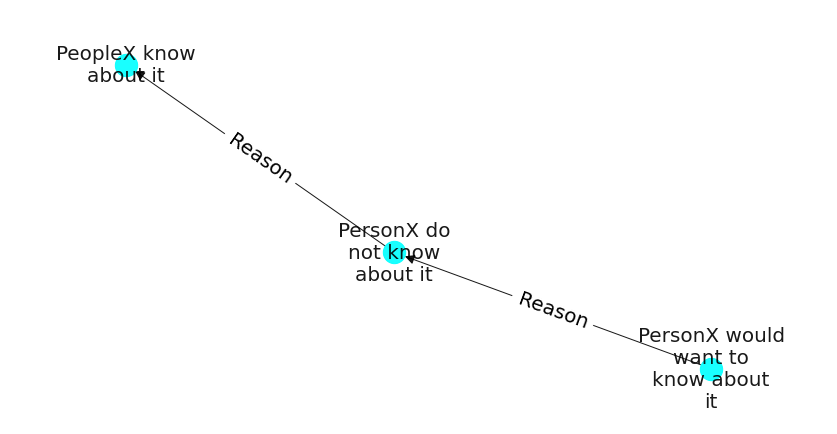 PeopleX know
about it
Reason
PersonX do
not know
about it
Reason
PersonX would
want to
know about
it